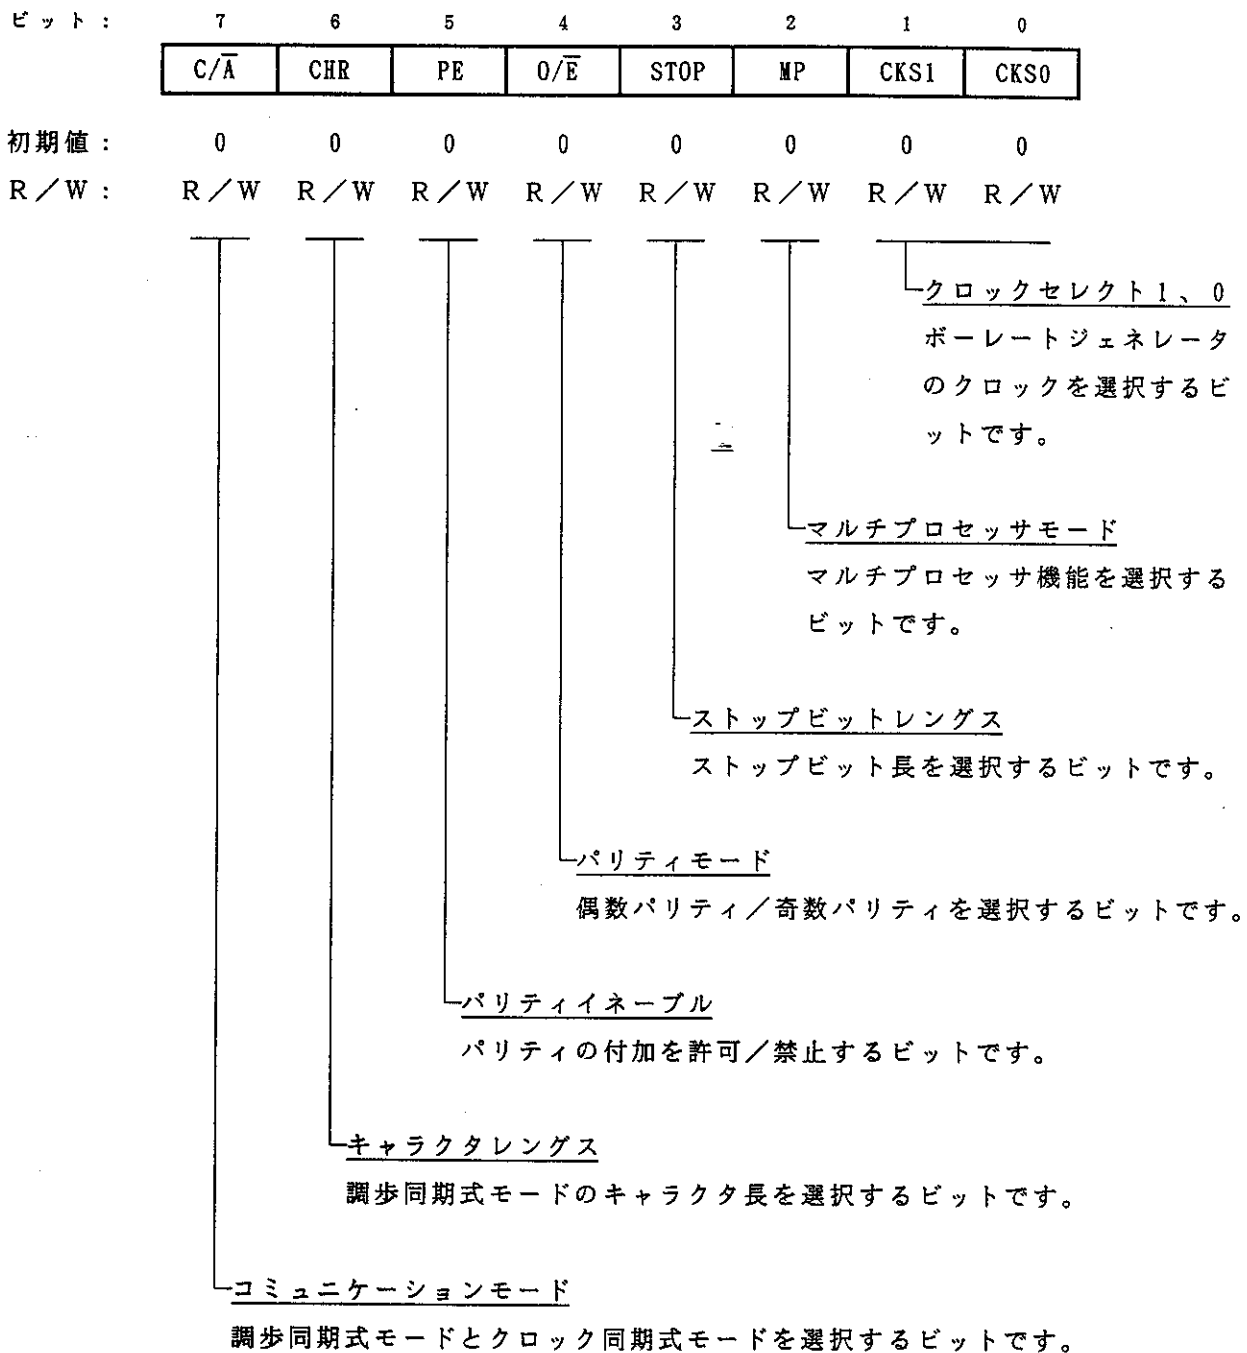 ビット： 7 6 5 4 3 2 1 0
C/A̅ CHR PE O/E̅ STOP MP CKS1 CKS0
初期値： 0 0 0 0 0 0 0 0
R／W： R／W R／W R／W R／W R／W R／W R／W R／W
クロックセレクト１、０
ボーレートジェネレータ
のクロックを選択するビ
ットです。
マルチプロセッサモード
マルチプロセッサ機能を選択する
ビットです。
ストップビットレングス
ストップビット長を選択するビットです。
パリティモード
偶数パリティ／奇数パリティを選択するビットです。
パリティイネーブル
パリティの付加を許可／禁止するビットです。
キャラクタレングス
調歩同期式モードのキャラクタ長を選択するビットです。
コミュニケーションモード
調歩同期式モードとクロック同期式モードを選択するビットです。